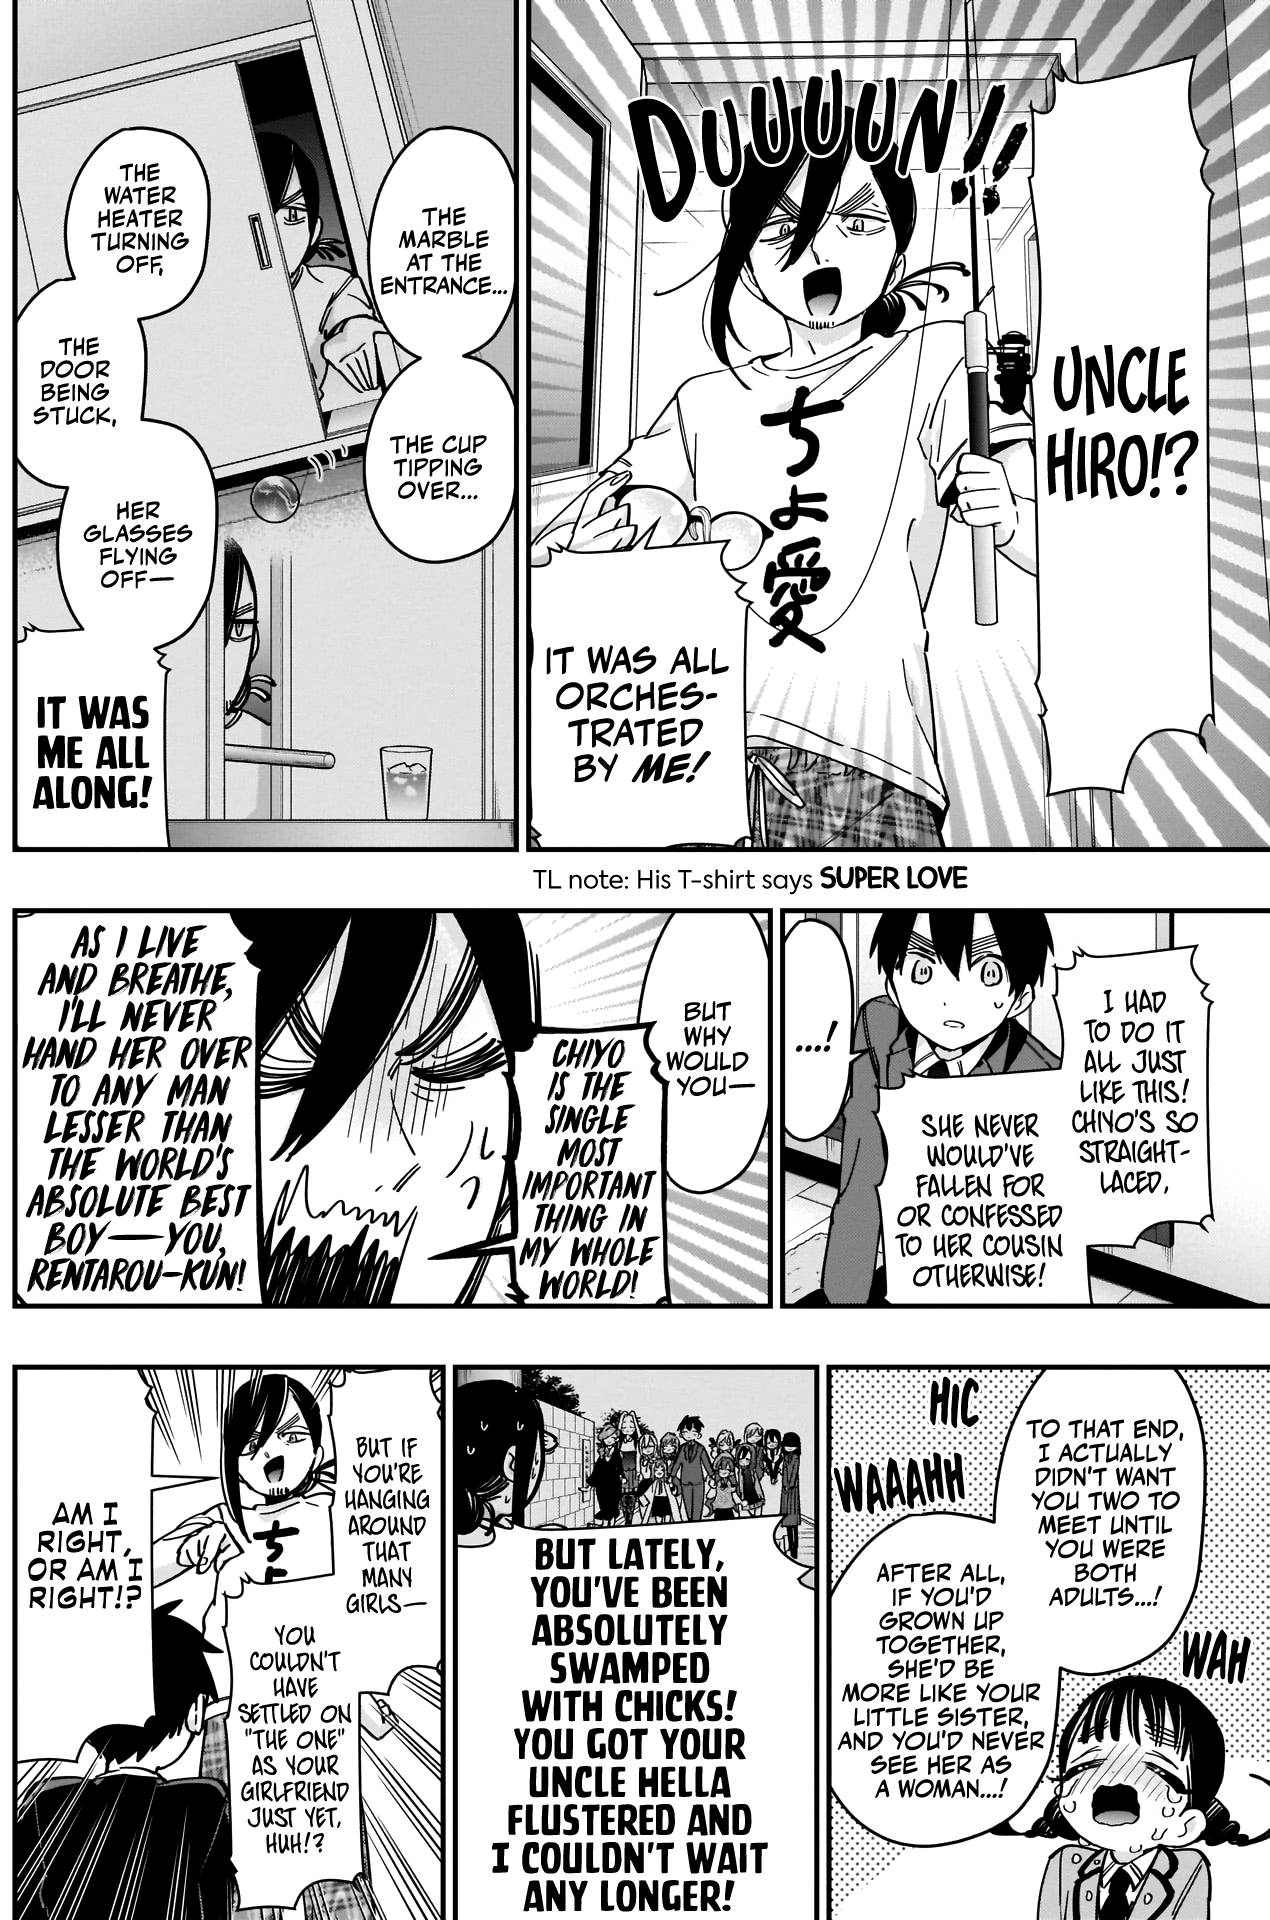 DUUUUN!!
UNCLE
HIRO!?
ちょ愛
IT WAS ALL
ORCHES-
TRATED
BY ME!
THE
MARBLE
AT THE
ENTRANCE...
THE CUP
TIPPING
OVER...
THE
WATER
HEATER
TURNING
OFF,
THE
DOOR
BEING
STUCK,
HER
GLASSES
FLYING
OFF—
IT WAS
ME ALL
ALONG!
TL note: His T-shirt says SUPER LOVE
I HAD
TO DO IT
ALL JUST
LIKE THIS!
CHIYO'S SO
STRAIGHT-
LACED,
SHE NEVER
WOULD'VE
FALLEN FOR
OR CONFESSED
TO HER COUSIN
OTHERWISE!
....!
BUT
WHY
WOULD
YOU—
CHIYO
IS THE
SINGLE
MOST
IMPORTANT
THING IN
MY WHOLE
WORLD!
AS I LIVE
AND BREATHE,
I'LL NEVER
HAND HER OVER
TO ANY MAN
LESSER THAN
THE WORLD'S
ABSOLUTE BEST
BOY——YOU,
RENTAROU-KUN!
TO THAT END,
I ACTUALLY
DIDN'T WANT
YOU TWO TO
MEET UNTIL
YOU WERE
BOTH
ADULTS...!
HIC
WAAAHH
AFTER ALL,
IF YOU'D
GROWN UP
TOGETHER,
SHE'D BE
MORE LIKE YOUR
LITTLE SISTER,
AND YOU'D NEVER
SEE HER AS
A WOMAN...!
WAH
BUT LATELY,
YOU'VE BEEN
ABSOLUTELY
SWAMPED
WITH CHICKS!
YOU GOT YOUR
UNCLE HELLA
FLUSTERED AND
I COULDN'T WAIT
ANY LONGER!
BUT IF
YOU'RE
HANGING
AROUND
THAT
MANY
GIRLS—
ちょ
YOU
COULDN'T
HAVE
SETTLED ON
"THE ONE"
AS YOUR
GIRLFRIEND
JUST YET,
HUH!?
AM I
RIGHT,
OR AM I
RIGHT!?